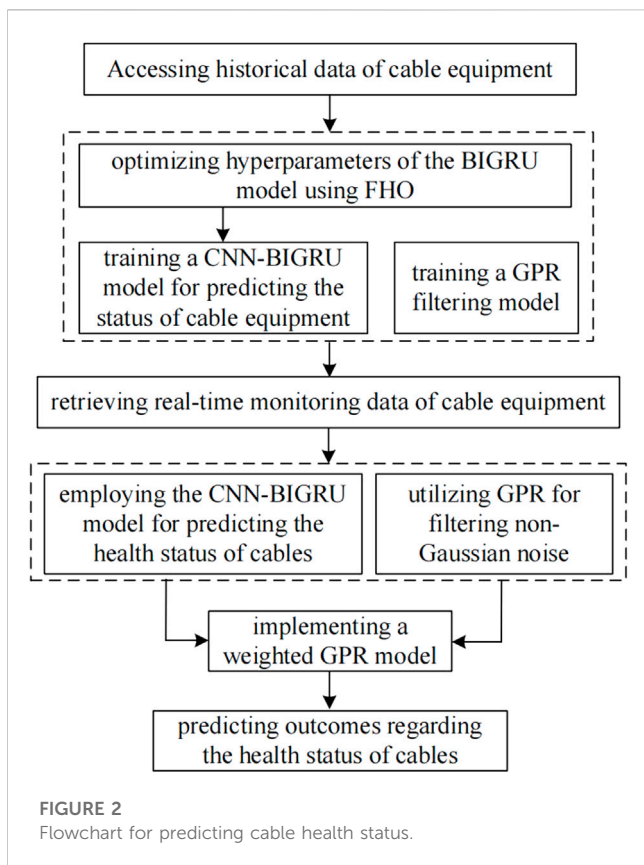 Accessing historical data of cable equipment
optimizing hyperparameters of the BIGRU
model using FHO
training a CNN-BIGRU
model for predicting the
status of cable equipment
training a GPR
filtering model
retrieving real-time monitoring data of cable equipment
employing the CNN-BIGRU
model for predicting the
health status of cables
utilizing GPR for
filtering non-
Gaussian noise
implementing a
weighted GPR model
predicting outcomes regarding
the health status of cables
FIGURE 2
Flowchart for predicting cable health status.